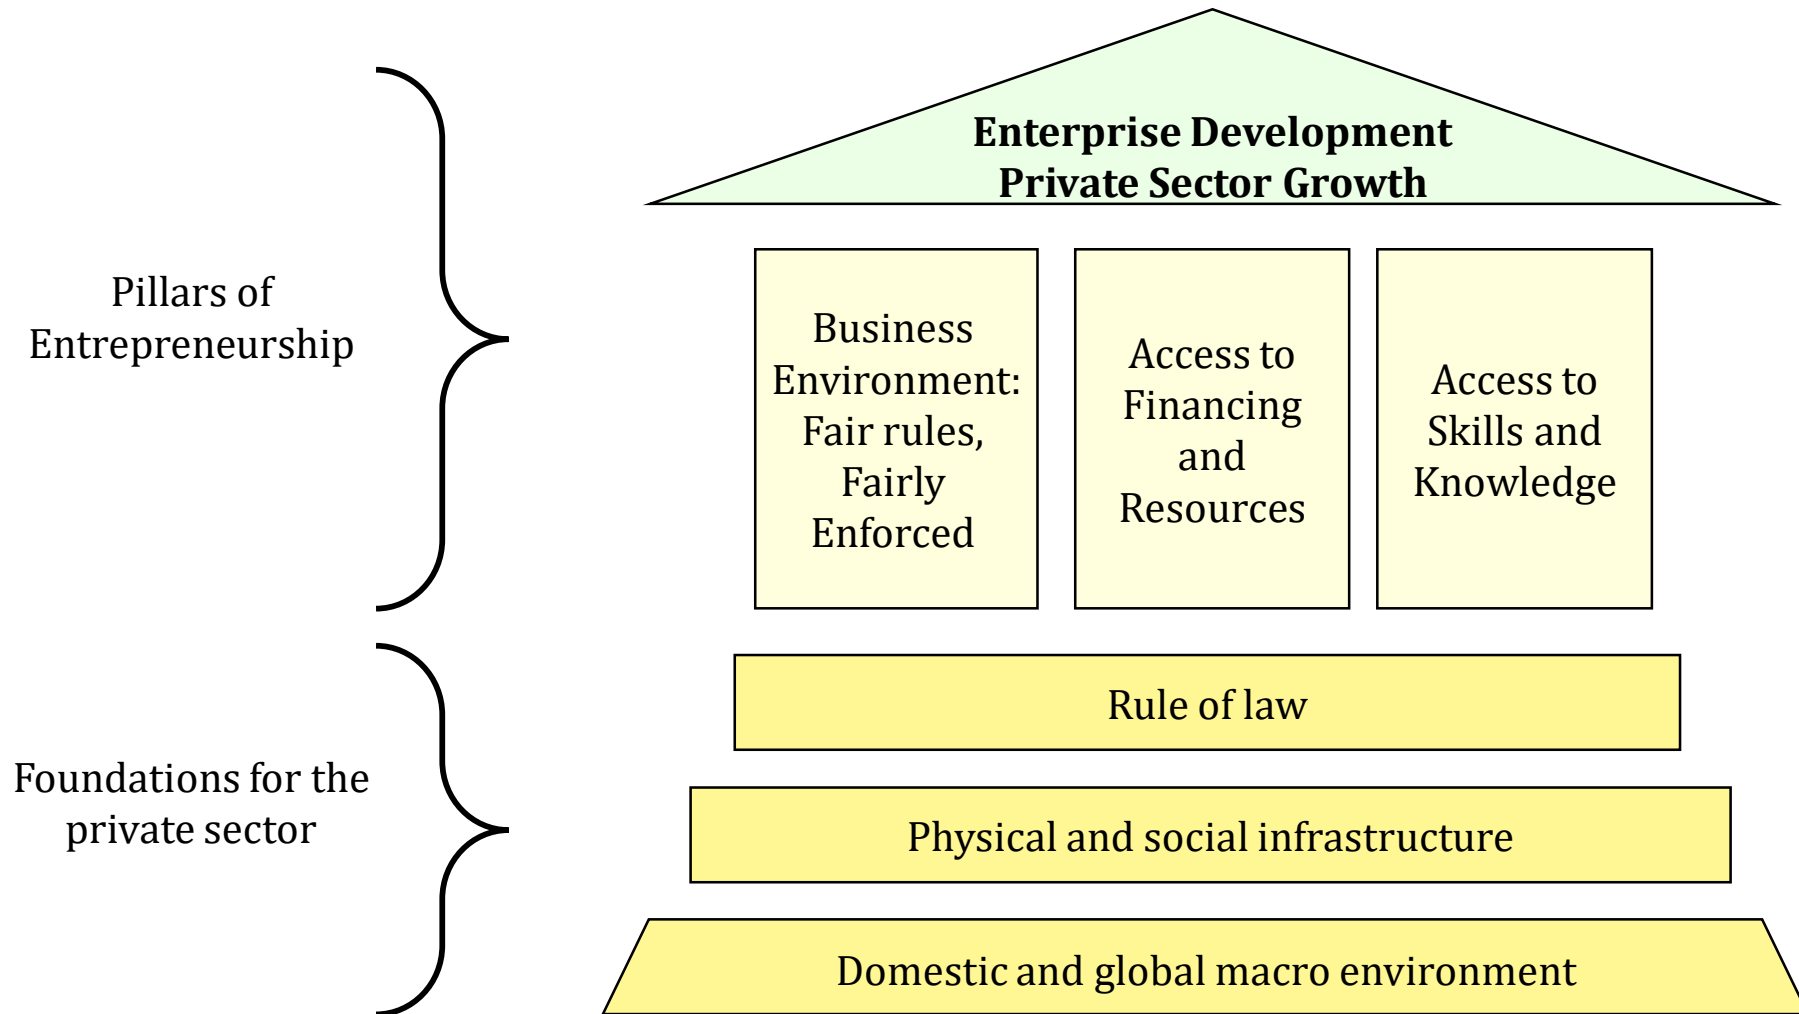 Enterprise Development
Private Sector Growth
Pillars of
Entrepreneurship
Business
Environment:
Fair rules,
Fairly
Enforced
Access to
Financing
and
Resources
Access to
Skills and
Knowledge
Foundations for the
private sector
Rule of law
Physical and social infrastructure
Domestic and global macro environment